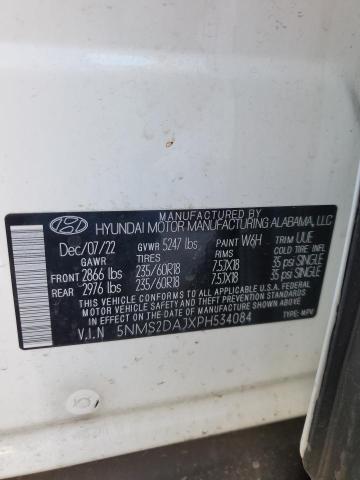 MANUFACTURED BY
HYUNDAI MOTOR MANUFACTURING ALABAMA, LLC
Dec/07/22 GVWR 5247 lbs PAINT W6H TRIM UUE
GAWR TIRE RIMS COLD TIRE INF.
FRONT 2866 lbs 235/60R18 7.5JX18 35 psi SINGLE
REAR 2976 lbs 235/60R18 7.5JX18 35 psi SINGLE
THIS VEHICLE CONFORMS TO ALL APPLICABLE U.S.A. FEDERAL
MOTOR VEHICLE SAFETY AND THEFT PREVENTION STANDARDS
IN EFFECT ON THE DATE OF MANUFACTURE SHOWN ABOVE.
V.I.N 5NMS2DAJXPH534084 TYPE: MPV